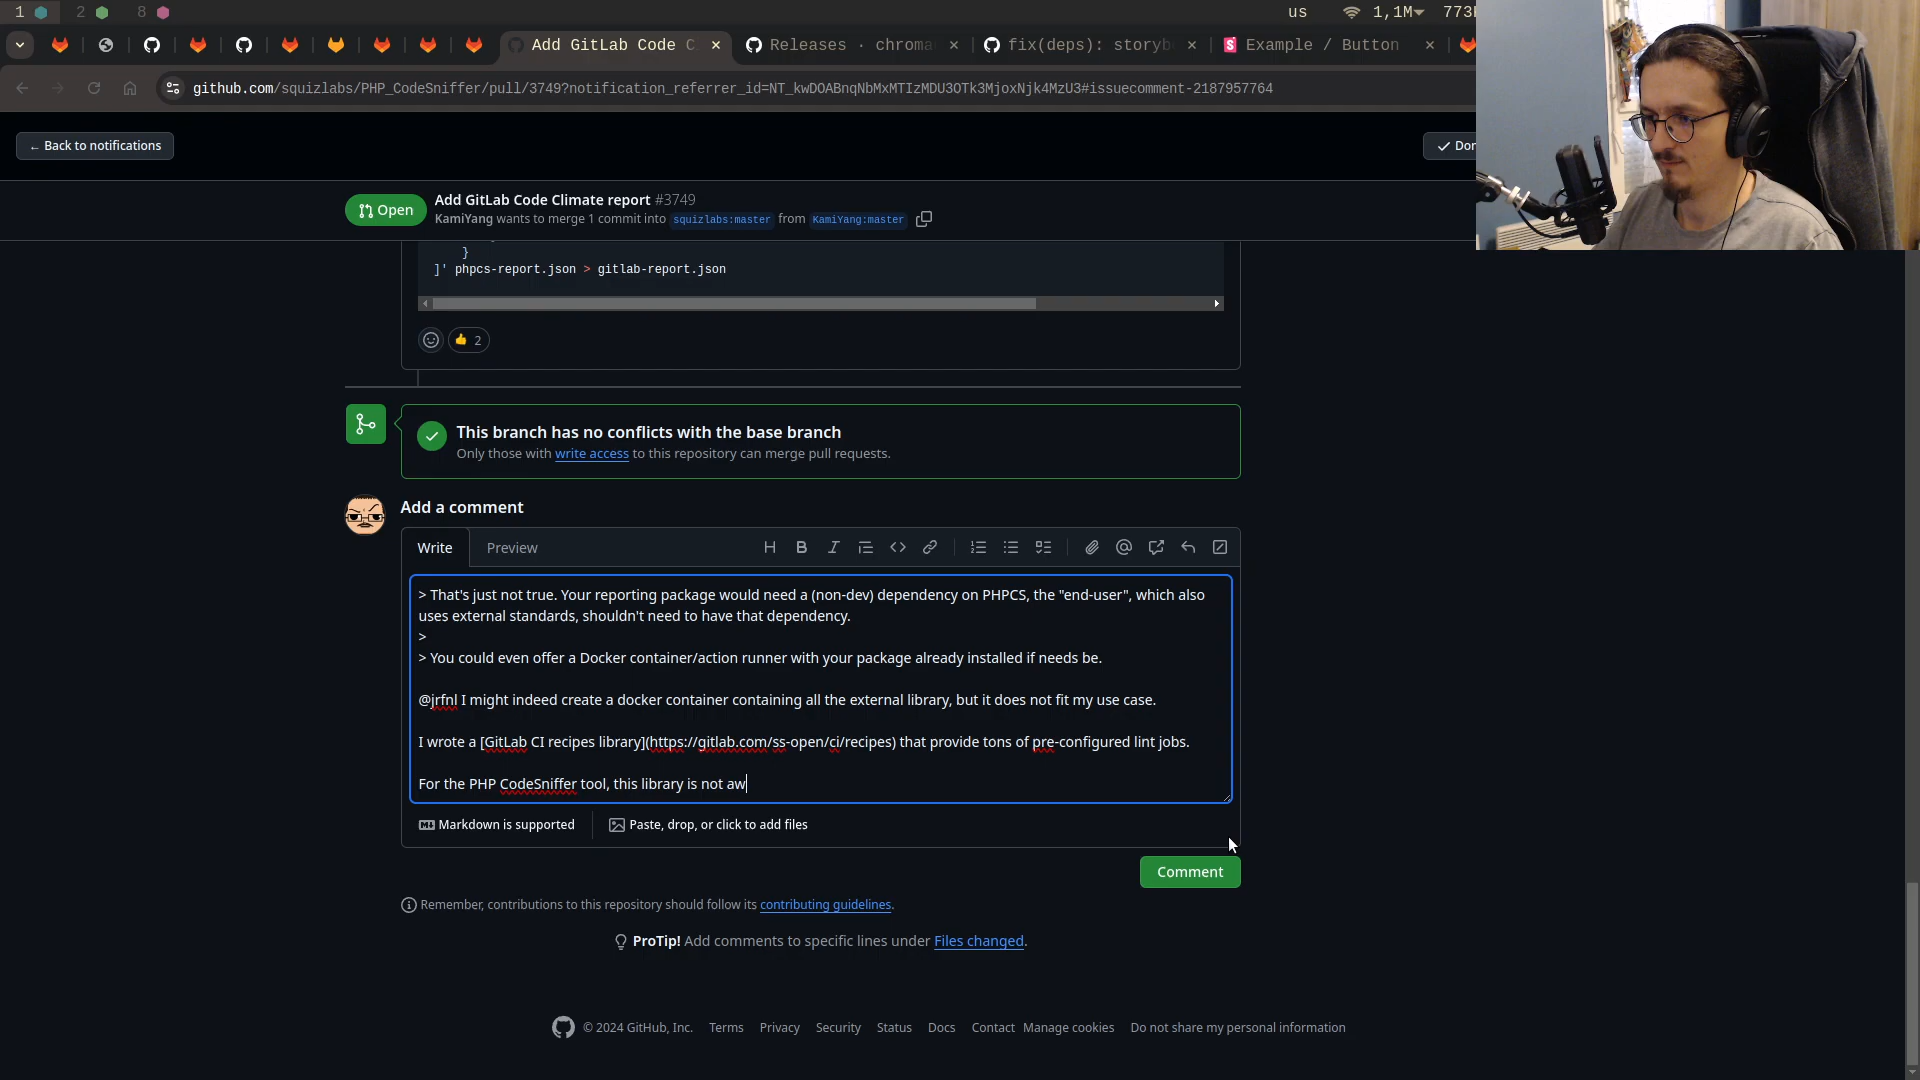 1 2 8 us 1,1M 773
Add GitLab Code C × Releases · chroma × fix(deps): storyb × Example / Button ×
github.com/squizlabs/PHP_CodeSniffer/pull/3749?notification_referrer_id=NT_kwDOABnqNbMxMTIzMDU3OTk3MjoxNjk4MzU3#issuecomment-2187957764
← Back to notifications
Open Add GitLab Code Climate report #3749
KamiYang wants to merge 1 commit into squizlabs:master from KamiYang:master
}
]' phpcs-report.json > gitlab-report.json
👍 2
This branch has no conflicts with the base branch
Only those with write access to this repository can merge pull requests.
Add a comment
Write Preview
> That's just not true. Your reporting package would need a (non-dev) dependency on PHPCS, the "end-user", which also
uses external standards, shouldn't need to have that dependency.
>
> You could even offer a Docker container/action runner with your package already installed if needs be.
@jrfnl I might indeed create a docker container containing all the external library, but it does not fit my use case.
I wrote a [GitLab CI recipes library](https://gitlab.com/ss-open/ci/recipes) that provide tons of pre-configured lint jobs.
For the PHP CodeSniffer tool, this library is not aw
Markdown is supported Paste, drop, or click to add files
Comment
Remember, contributions to this repository should follow its contributing guidelines.
ProTip! Add comments to specific lines under Files changed.
© 2024 GitHub, Inc. Terms Privacy Security Status Docs Contact Manage cookies Do not share my personal information